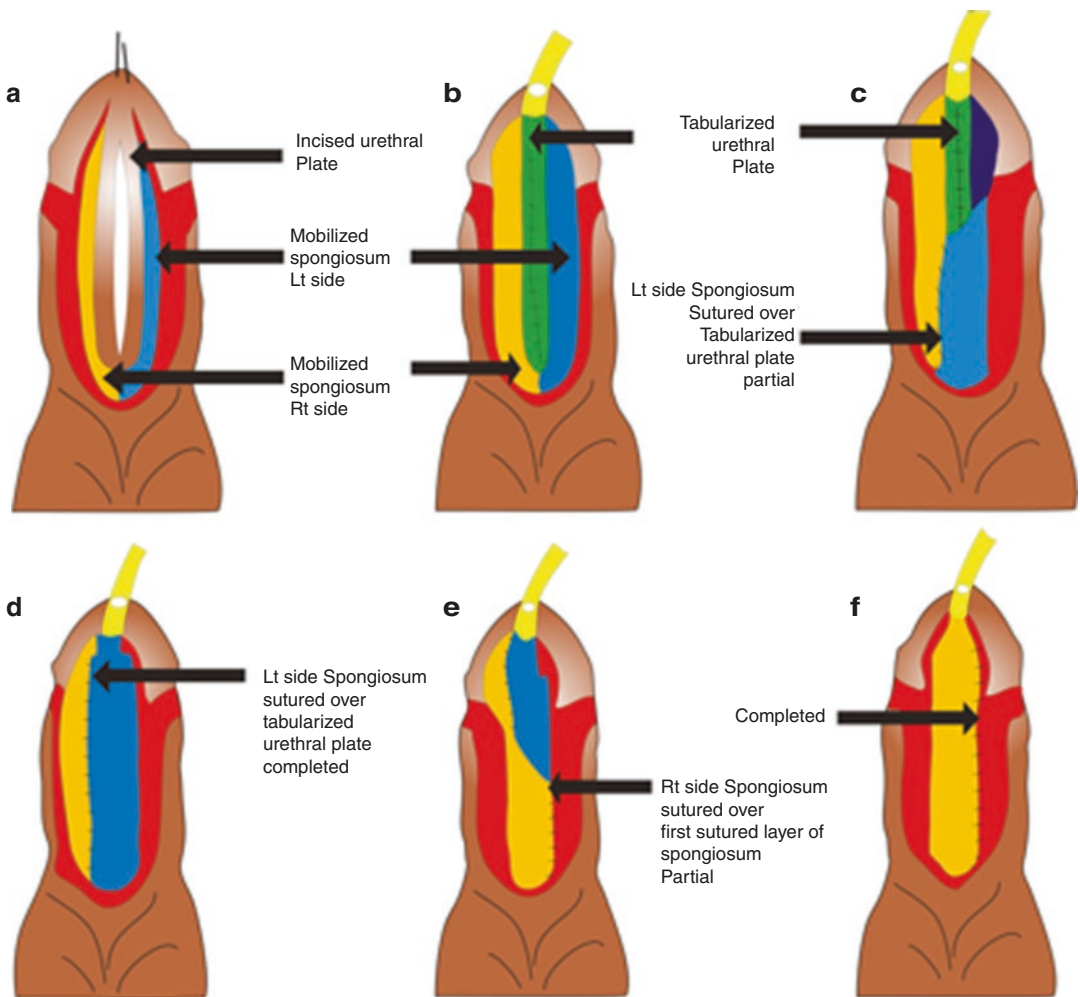 a
Incised urethral
Plate
Mobilized
spongiosum
Lt side
Mobilized
spongiosum
Rt side
b
c
Tabularized
urethral
Plate
Lt side Spongiosum
Sutured over
Tabularized
urethral plate
partial
d
Lt side Spongiosum
sutured over
tabularized
urethral plate
completed
e
Rt side Spongiosum
sutured over
first sutured layer of
spongiosum
Partial
f
Completed